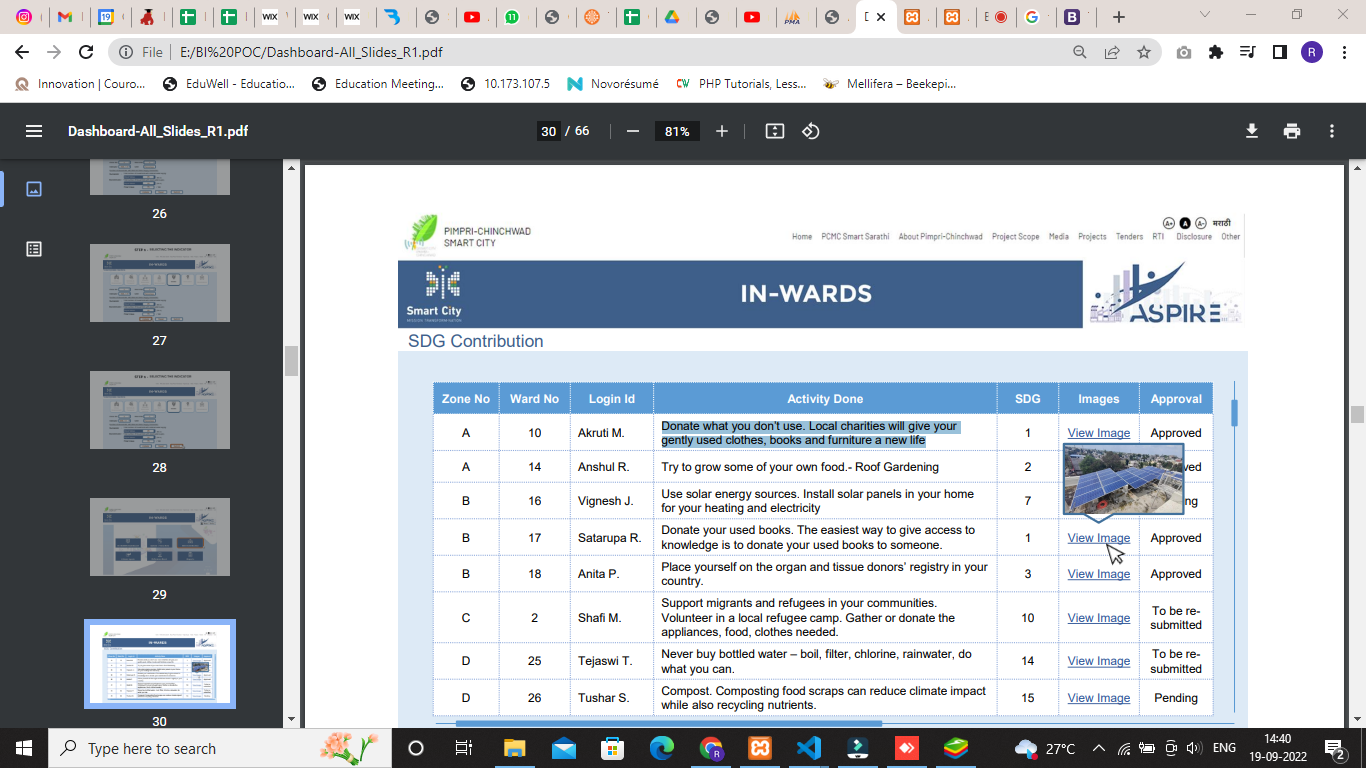 File
E:/BI%20POC/Dashboard-All_Slides_R1.pdf
R
Innovation | Couro...
EduWell - Educatio...
Education Meeting...
10.173.107.5
Novorésumé
PHP Tutorials, Less...
Mellifera – Beekepi...
Dashboard-All_Slides_R1.pdf
30 / 66
81%
26
27
28
29
30
PIMPRI-CHINCHWAD
SMART CITY
A+ A A- मराठी
Home PCMC Smart Sarathi About Pimpri-Chinchwad Project Scope Media Projects Tenders RTI Disclosure Other
Smart City
IN-WARDS
ASPIRE
SDG Contribution
Zone No Ward No Login Id Activity Done SDG Images Approval
A 10 Akruti M. Donate what you don't use. Local charities will give your
gently used clothes, books and furniture a new life 1 View Image Approved
A 14 Anshul R. Try to grow some of your own food.- Roof Gardening 2
B 16 Vignesh J. Use solar energy sources. Install solar panels in your home
for your heating and electricity 7
B 17 Satarupa R. Donate your used books. The easiest way to give access to
knowledge is to donate your used books to someone. 1 View Image Approved
B 18 Anita P. Place yourself on the organ and tissue donors' registry in your
country. 3 View Image Approved
C 2 Shafi M. Support migrants and refugees in your communities.
Volunteer in a local refugee camp. Gather or donate the
appliances, food, clothes needed. 10 View Image To be re-
submitted
D 25 Tejaswi T. Never buy bottled water – boil, filter, chlorine, rainwater, do
what you can. 14 View Image To be re-
submitted
D 26 Tushar S. Compost. Composting food scraps can reduce climate impact
while also recycling nutrients. 15 View Image Pending
Type here to search
27°C
ENG
14:40
19-09-2022
2